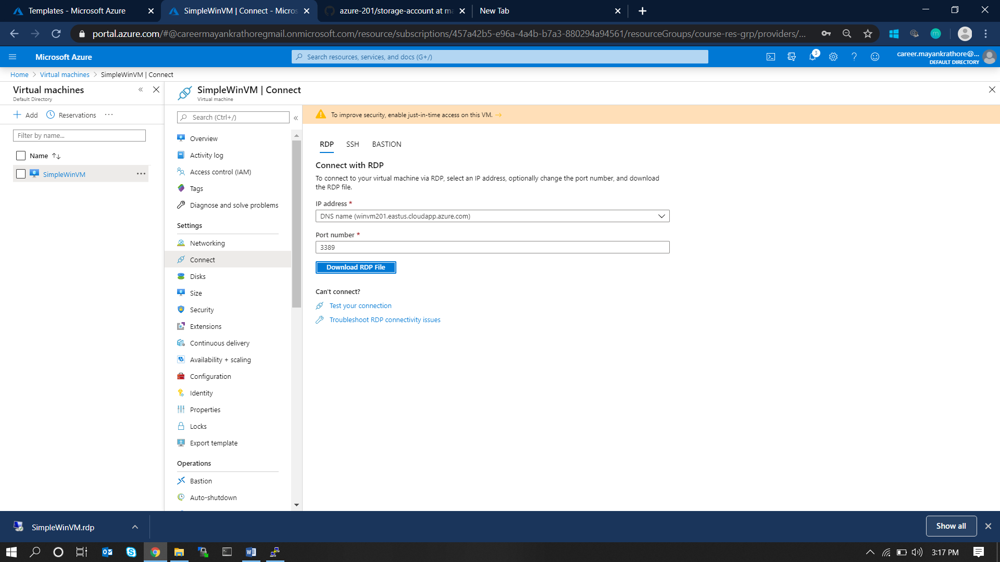 Templates - Microsoft Azure
SimpleWinVM | Connect - Micros
azure-201/storage-account at ma
New Tab
portal.azure.com/#@careermayankrathoregmail.onmicrosoft.com/resource/subscriptions/457a42b5-e96a-4a4b-b7a3-880294a94561/resourceGroups/course-res-grp/providers/...
m
Microsoft Azure
Search resources, services, and docs (G+/)
3
career.mayankrathore@...
DEFAULT DIRECTORY
Home > Virtual machines > SimpleWinVM | Connect
Virtual machines
Default Directory
Add
Reservations
...
Filter by name...
Name
SimpleWinVM
...
SimpleWinVM | Connect
Virtual machine
Search (Ctrl+/)
Overview
Activity log
Access control (IAM)
Tags
Diagnose and solve problems
Settings
Networking
Connect
Disks
Size
Security
Extensions
Continuous delivery
Availability + scaling
Configuration
Identity
Properties
Locks
Export template
Operations
Bastion
Auto-shutdown
To improve security, enable just-in-time access on this VM. →
RDP SSH BASTION
Connect with RDP
To connect to your virtual machine via RDP, select an IP address, optionally change the port number, and download
the RDP file.
IP address *
DNS name (winvm201.eastus.cloudapp.azure.com)
Port number *
3389
Download RDP File
Can't connect?
Test your connection
Troubleshoot RDP connectivity issues
SimpleWinVM.rdp
Show all
3:17 PM